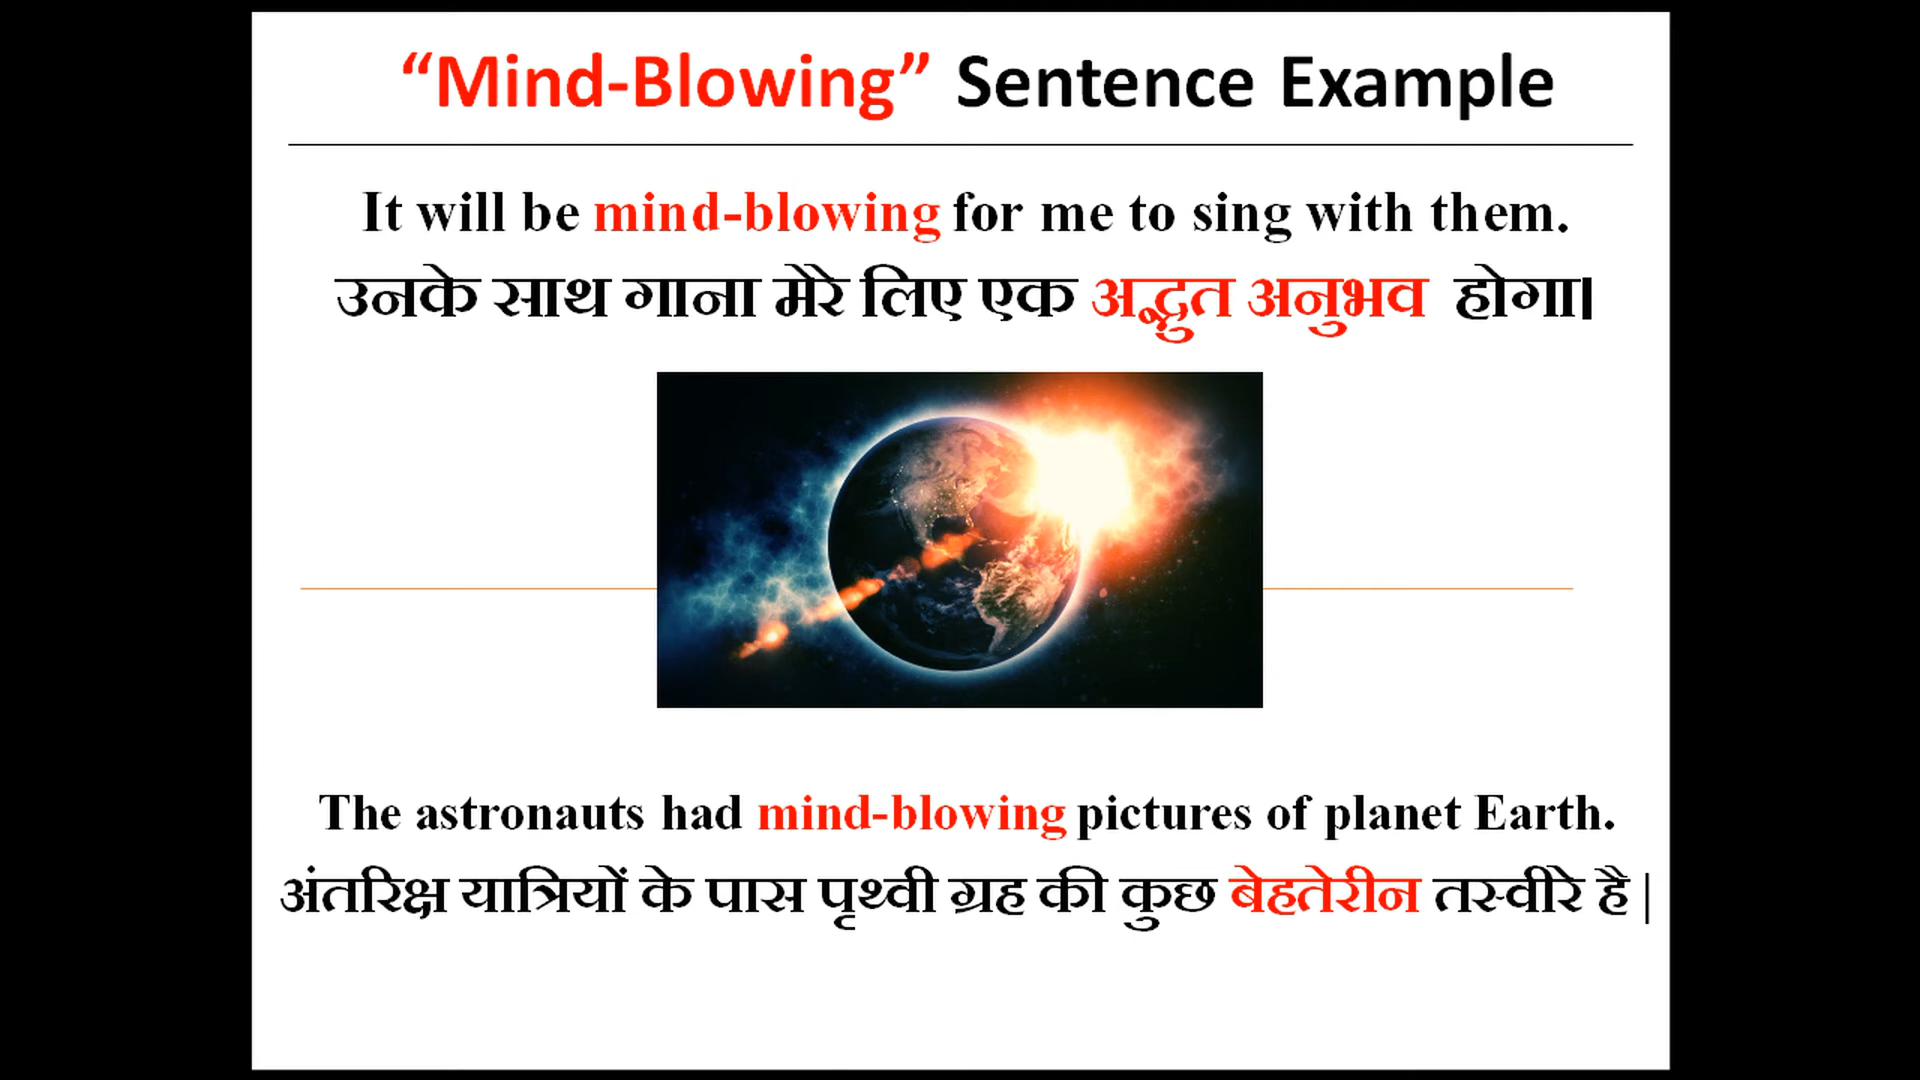 “Mind-Blowing” Sentence Example
It will be mind-blowing for me to sing with them.
उनके साथ गाना मेरे लिए एक अद्भुत अनुभव होगा।
The astronauts had mind-blowing pictures of planet Earth.
अंतरिक्ष यात्रियों के पास पृथ्वी ग्रह की कुछ बेहतेरीन तस्वीरे है |